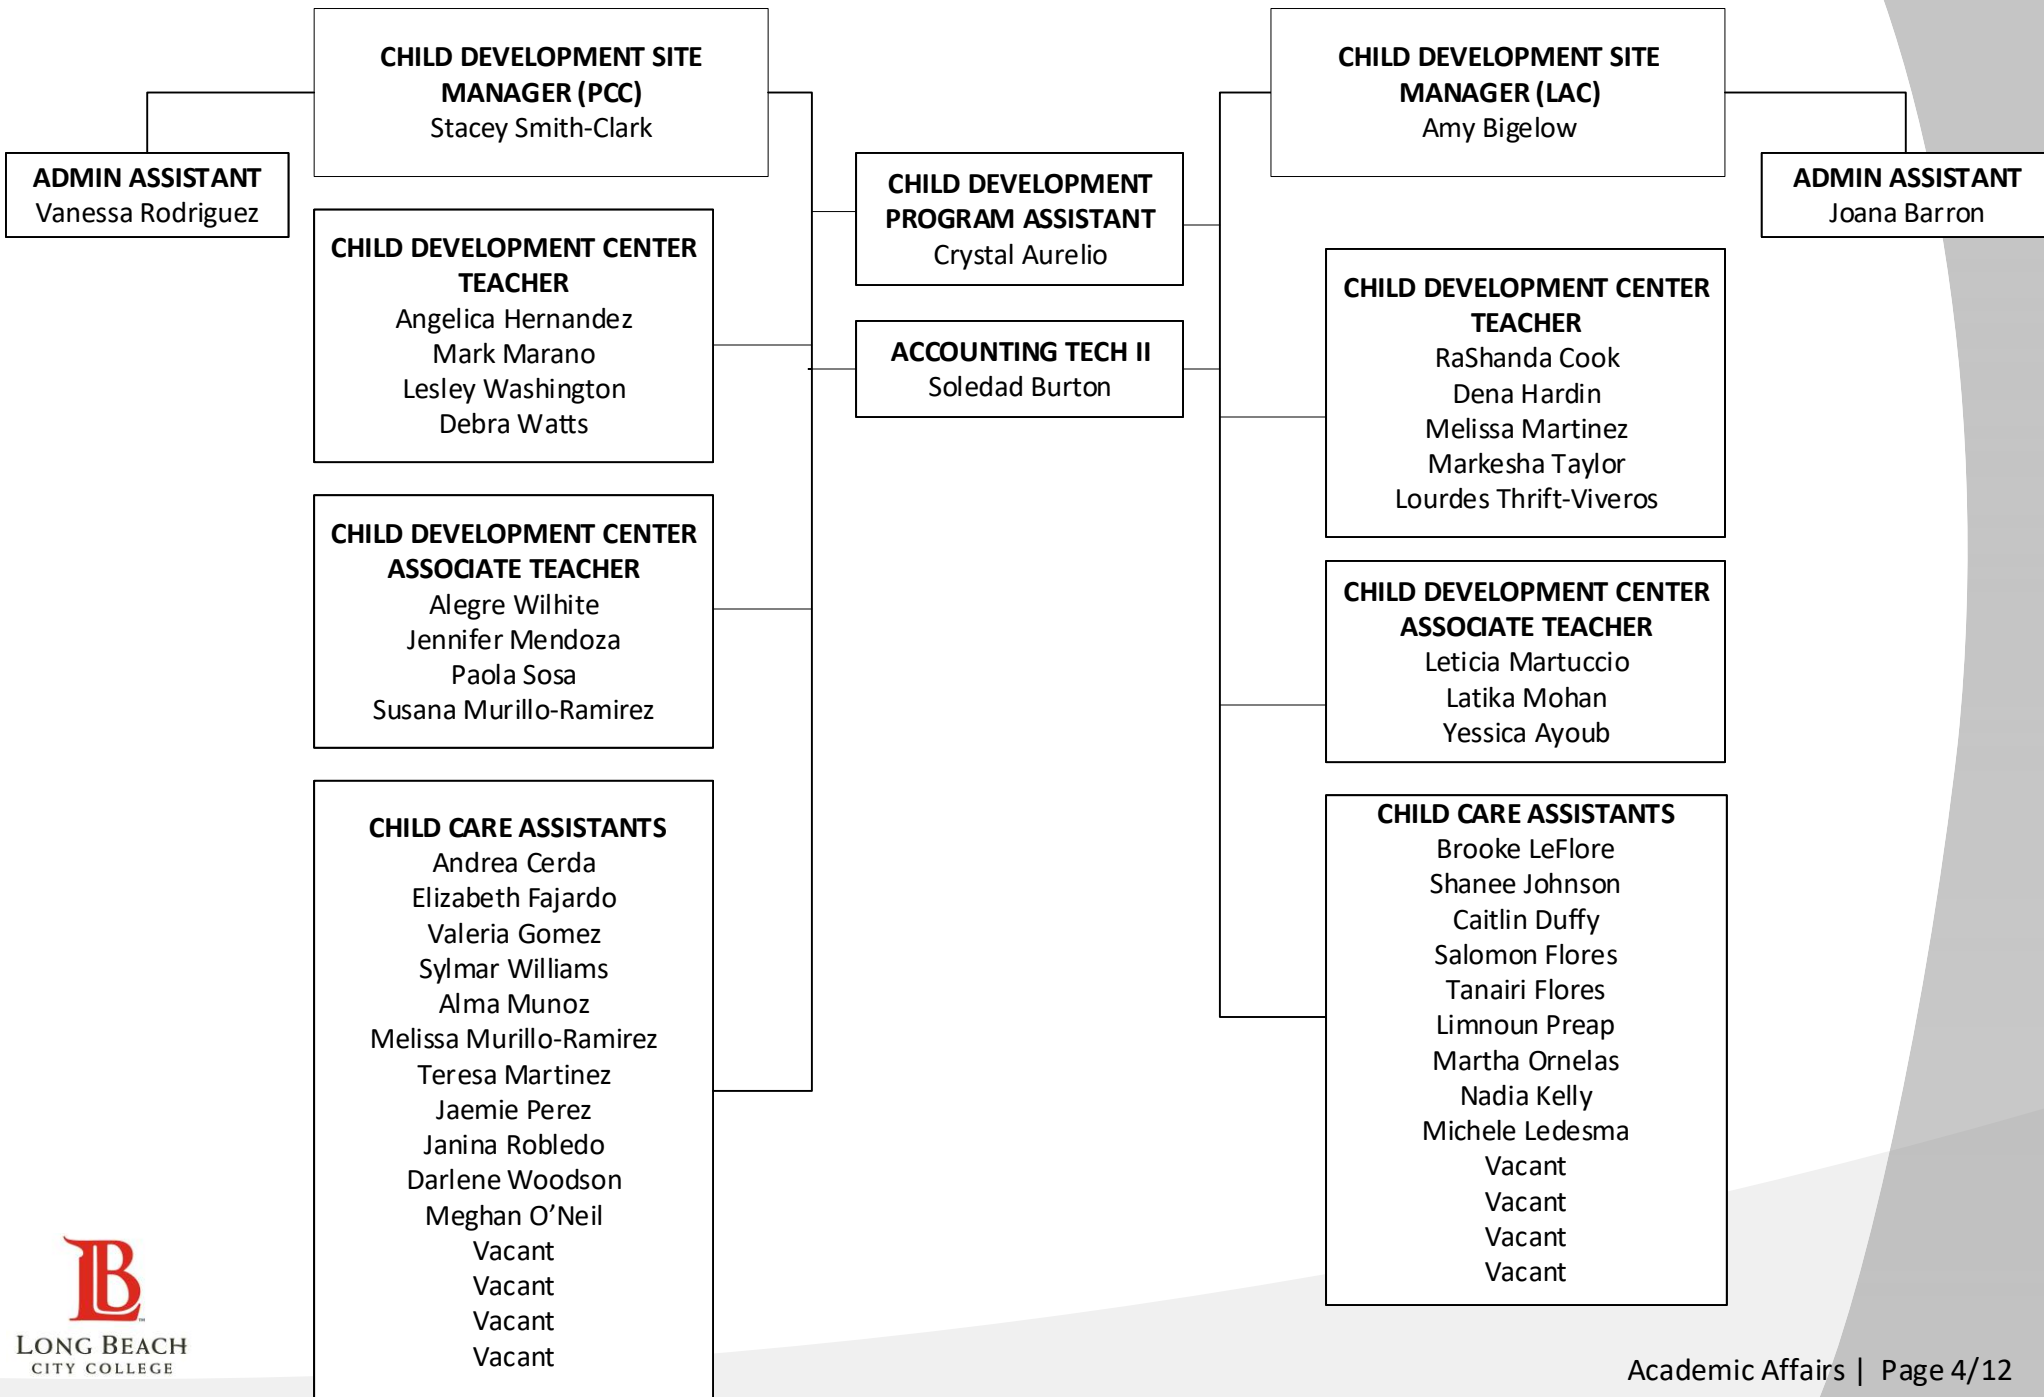 CHILD DEVELOPMENT SITE
MANAGER (PCC)
Stacey Smith-Clark
ADMIN ASSISTANT
Vanessa Rodriguez
CHILD DEVELOPMENT CENTER
TEACHER
Angelica Hernandez
Mark Marano
Lesley Washington
Debra Watts
CHILD DEVELOPMENT CENTER
ASSOCIATE TEACHER
Alegre Wilhite
Jennifer Mendoza
Paola Sosa
Susana Murillo-Ramirez
CHILD CARE ASSISTANTS
Andrea Cerda
Elizabeth Fajardo
Valeria Gomez
Sylmar Williams
Alma Munoz
Melissa Murillo-Ramirez
Teresa Martinez
Jaemie Perez
Janina Robledo
Darlene Woodson
Meghan O’Neil
Vacant
Vacant
Vacant
Vacant
CHILD DEVELOPMENT
PROGRAM ASSISTANT
Crystal Aurelio
ACCOUNTING TECH II
Soledad Burton
CHILD DEVELOPMENT SITE
MANAGER (LAC)
Amy Bigelow
ADMIN ASSISTANT
Joana Barron
CHILD DEVELOPMENT CENTER
TEACHER
RaShanda Cook
Dena Hardin
Melissa Martinez
Markesha Taylor
Lourdes Thrift-Viveros
CHILD DEVELOPMENT CENTER
ASSOCIATE TEACHER
Leticia Martuccio
Latika Mohan
Yessica Ayoub
CHILD CARE ASSISTANTS
Brooke LeFlore
Shanee Johnson
Caitlin Duffy
Salomon Flores
Tanairi Flores
Limnoun Preap
Martha Ornelas
Nadia Kelly
Michele Ledesma
Vacant
Vacant
Vacant
Vacant
LB
LONG BEACH
CITY COLLEGE
Academic Affairs | Page 4/12